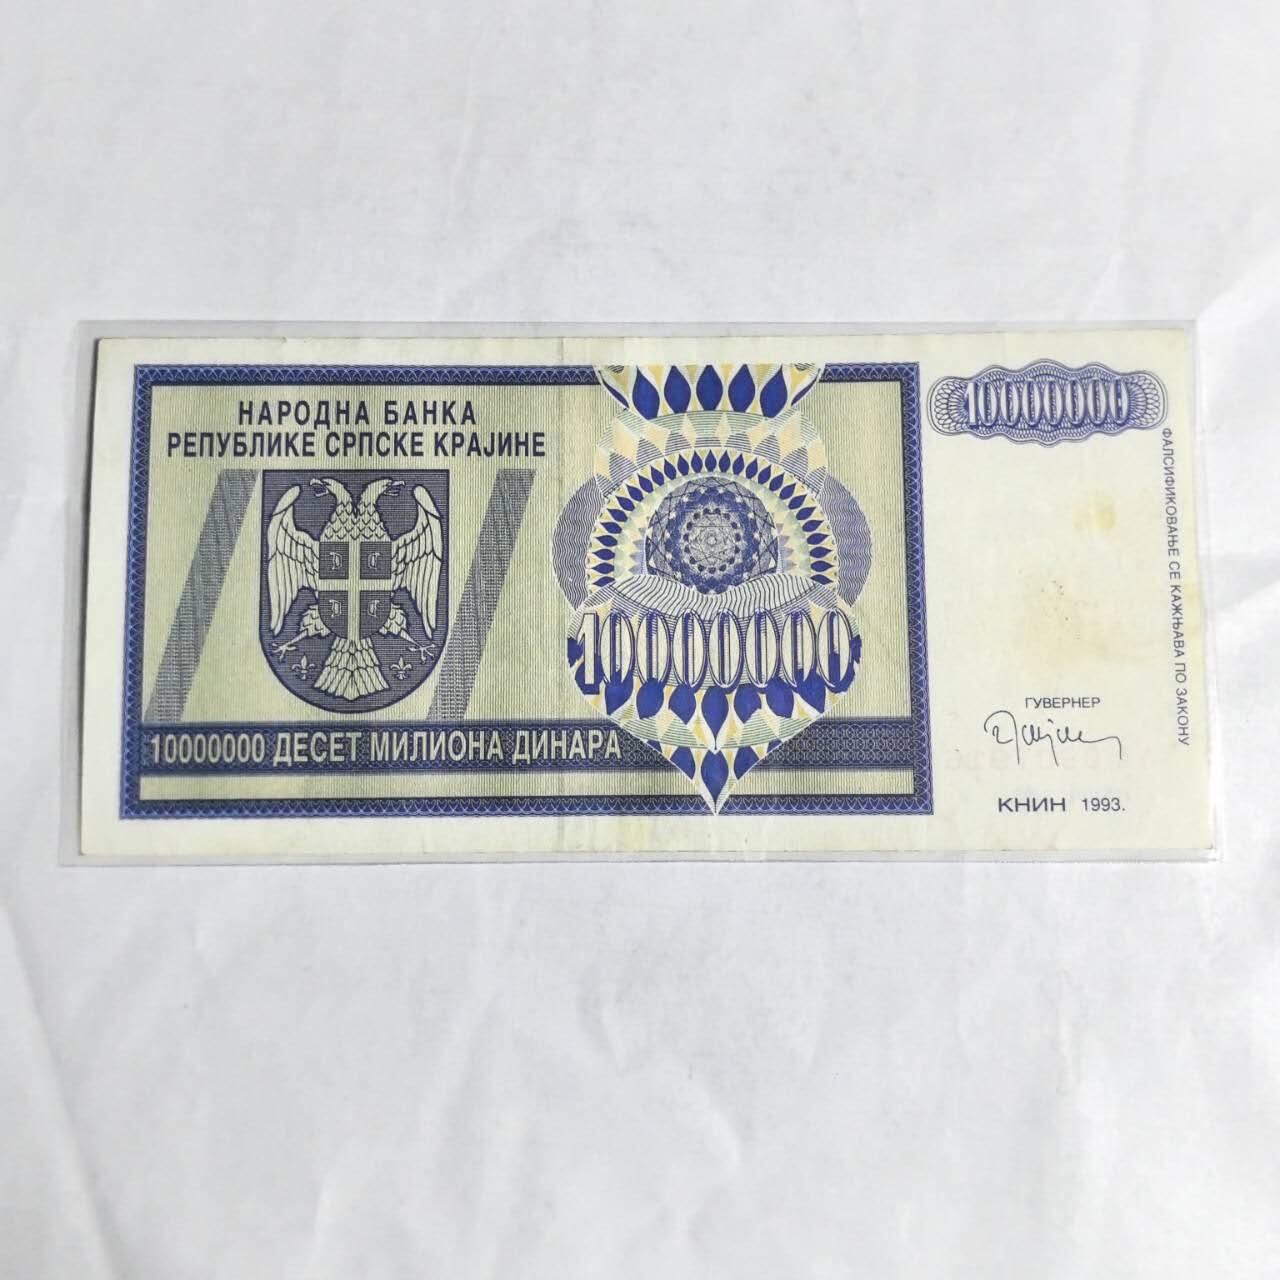 НАРОДНА БАНКА
РЕПУБЛИКЕ СРПСКЕ КРАЈИНЕ
10000000
10000000
10000000 ДЕСЕТ МИЛИОНА ДИНАРА
ФАЛСИФИКОВАЊЕ СЕ КАЖЊАВА ПО ЗАКОНУ
ГУВЕРНЕР
КНИН 1993.